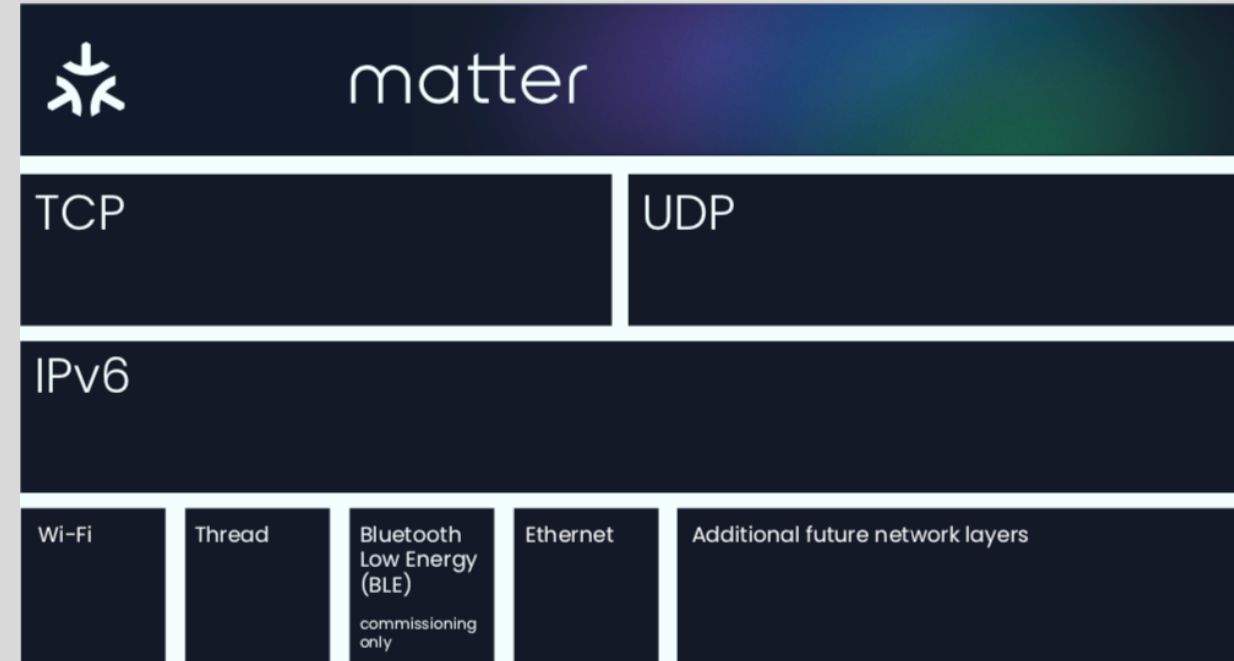 matter
TCP
UDP
IPv6
Wi-Fi
Thread
Bluetooth
Low Energy
(BLE)
commissioning
only
Ethernet
Additional future network layers